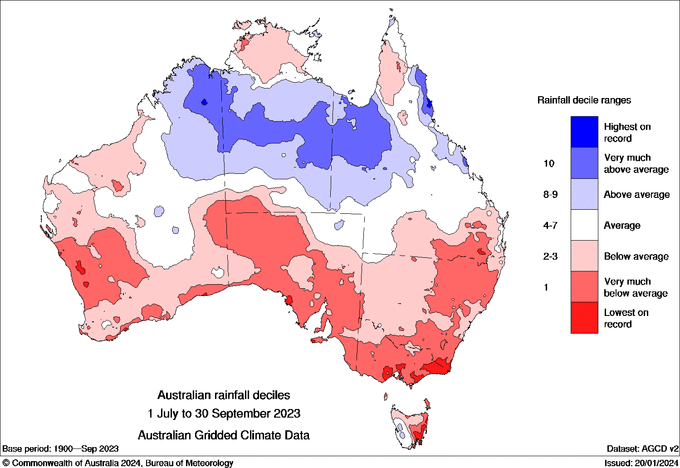 Rainfall decile ranges
Highest on
record
10
Very much
above average
8-9
Above average
4-7
Average
2-3
Below average
1
Very much
below average
Lowest on
record
Australian rainfall deciles
1 July to 30 September 2023
Australian Gridded Climate Data
Base period: 1900—Sep 2023
Dataset: AGCD v2
© Commonwealth of Australia 2024, Bureau of Meteorology
Issued: 20/01/2024